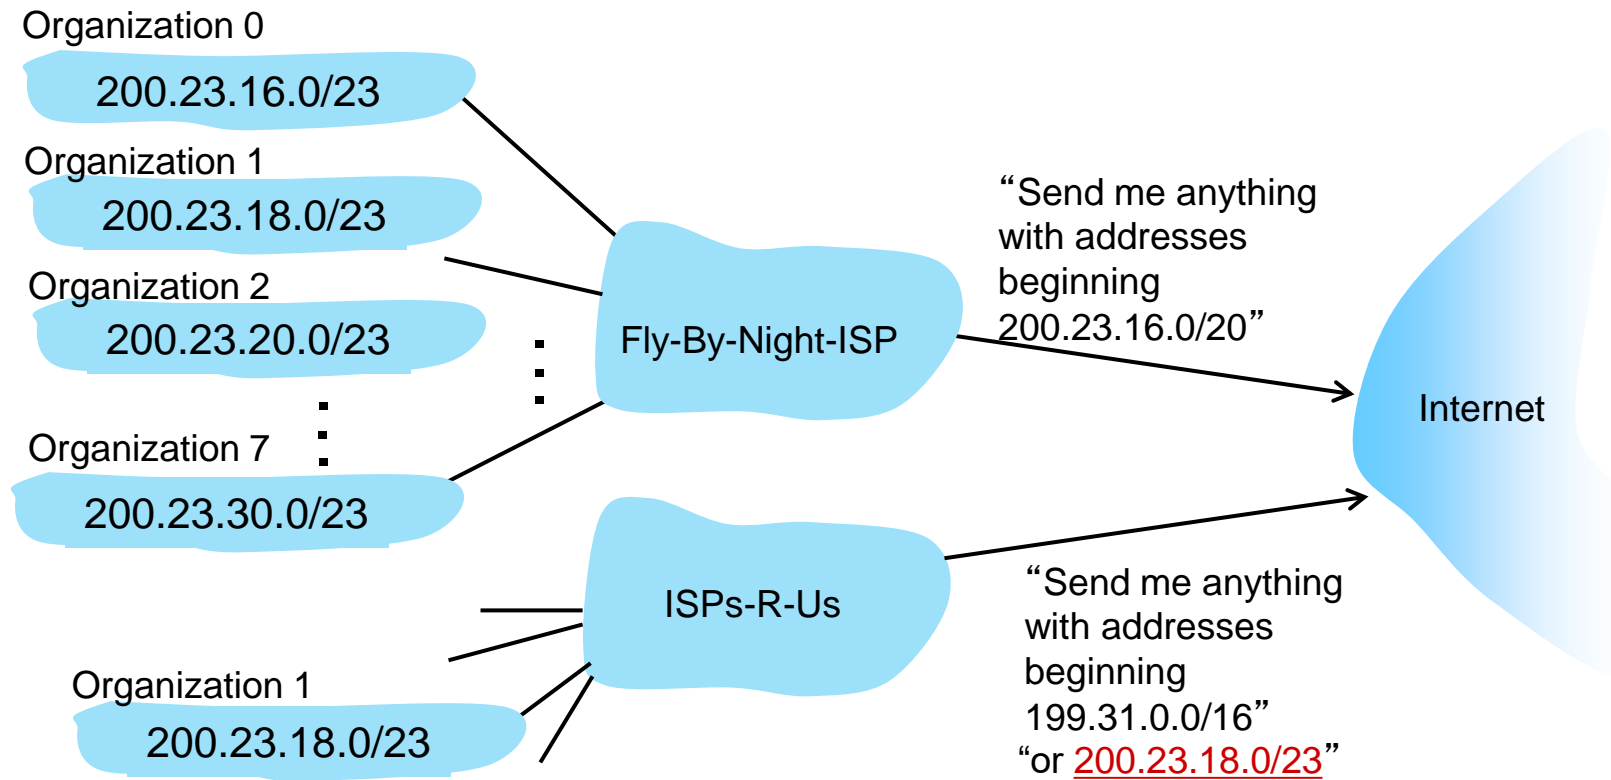 Organization 0
200.23.16.0/23
Organization 1
200.23.18.0/23
Organization 2
200.23.20.0/23
Organization 7
200.23.30.0/23
Fly-By-Night-ISP
“Send me anything
with addresses
beginning
200.23.16.0/20”
Internet
ISPs-R-Us
Organization 1
200.23.18.0/23
“Send me anything
with addresses
beginning
199.31.0.0/16”
“or 200.23.18.0/23”